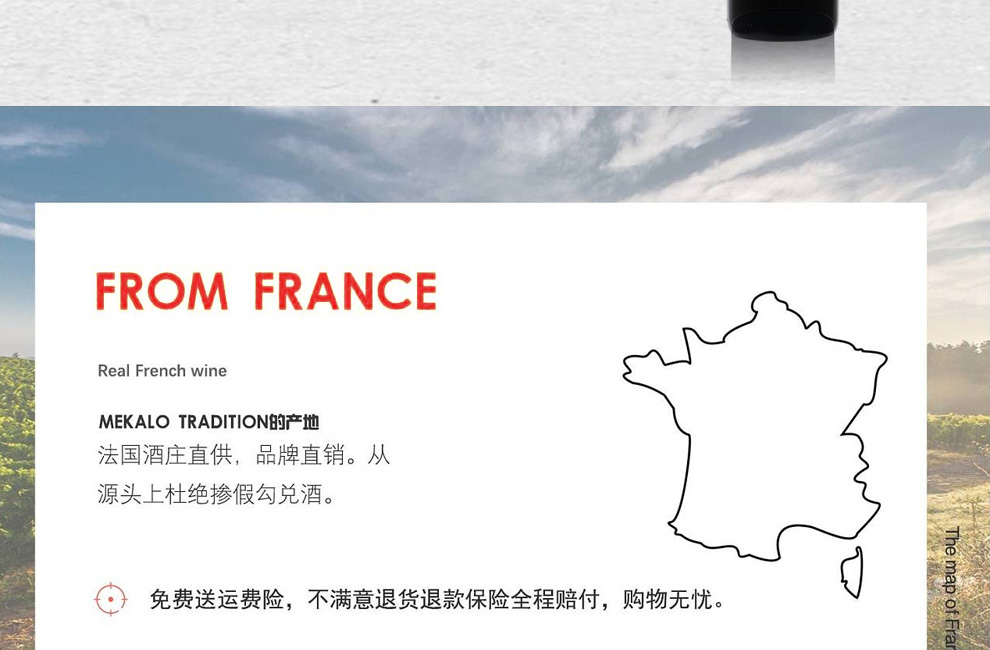 FROM FRANCE
Real French wine
MEKALO TRADITION的产地
法国酒庄直供，品牌直销。从
源头上杜绝掺假勾兑酒。
免费送运费险，不满意退货退款保险全程赔付，购物无忧。
The map of